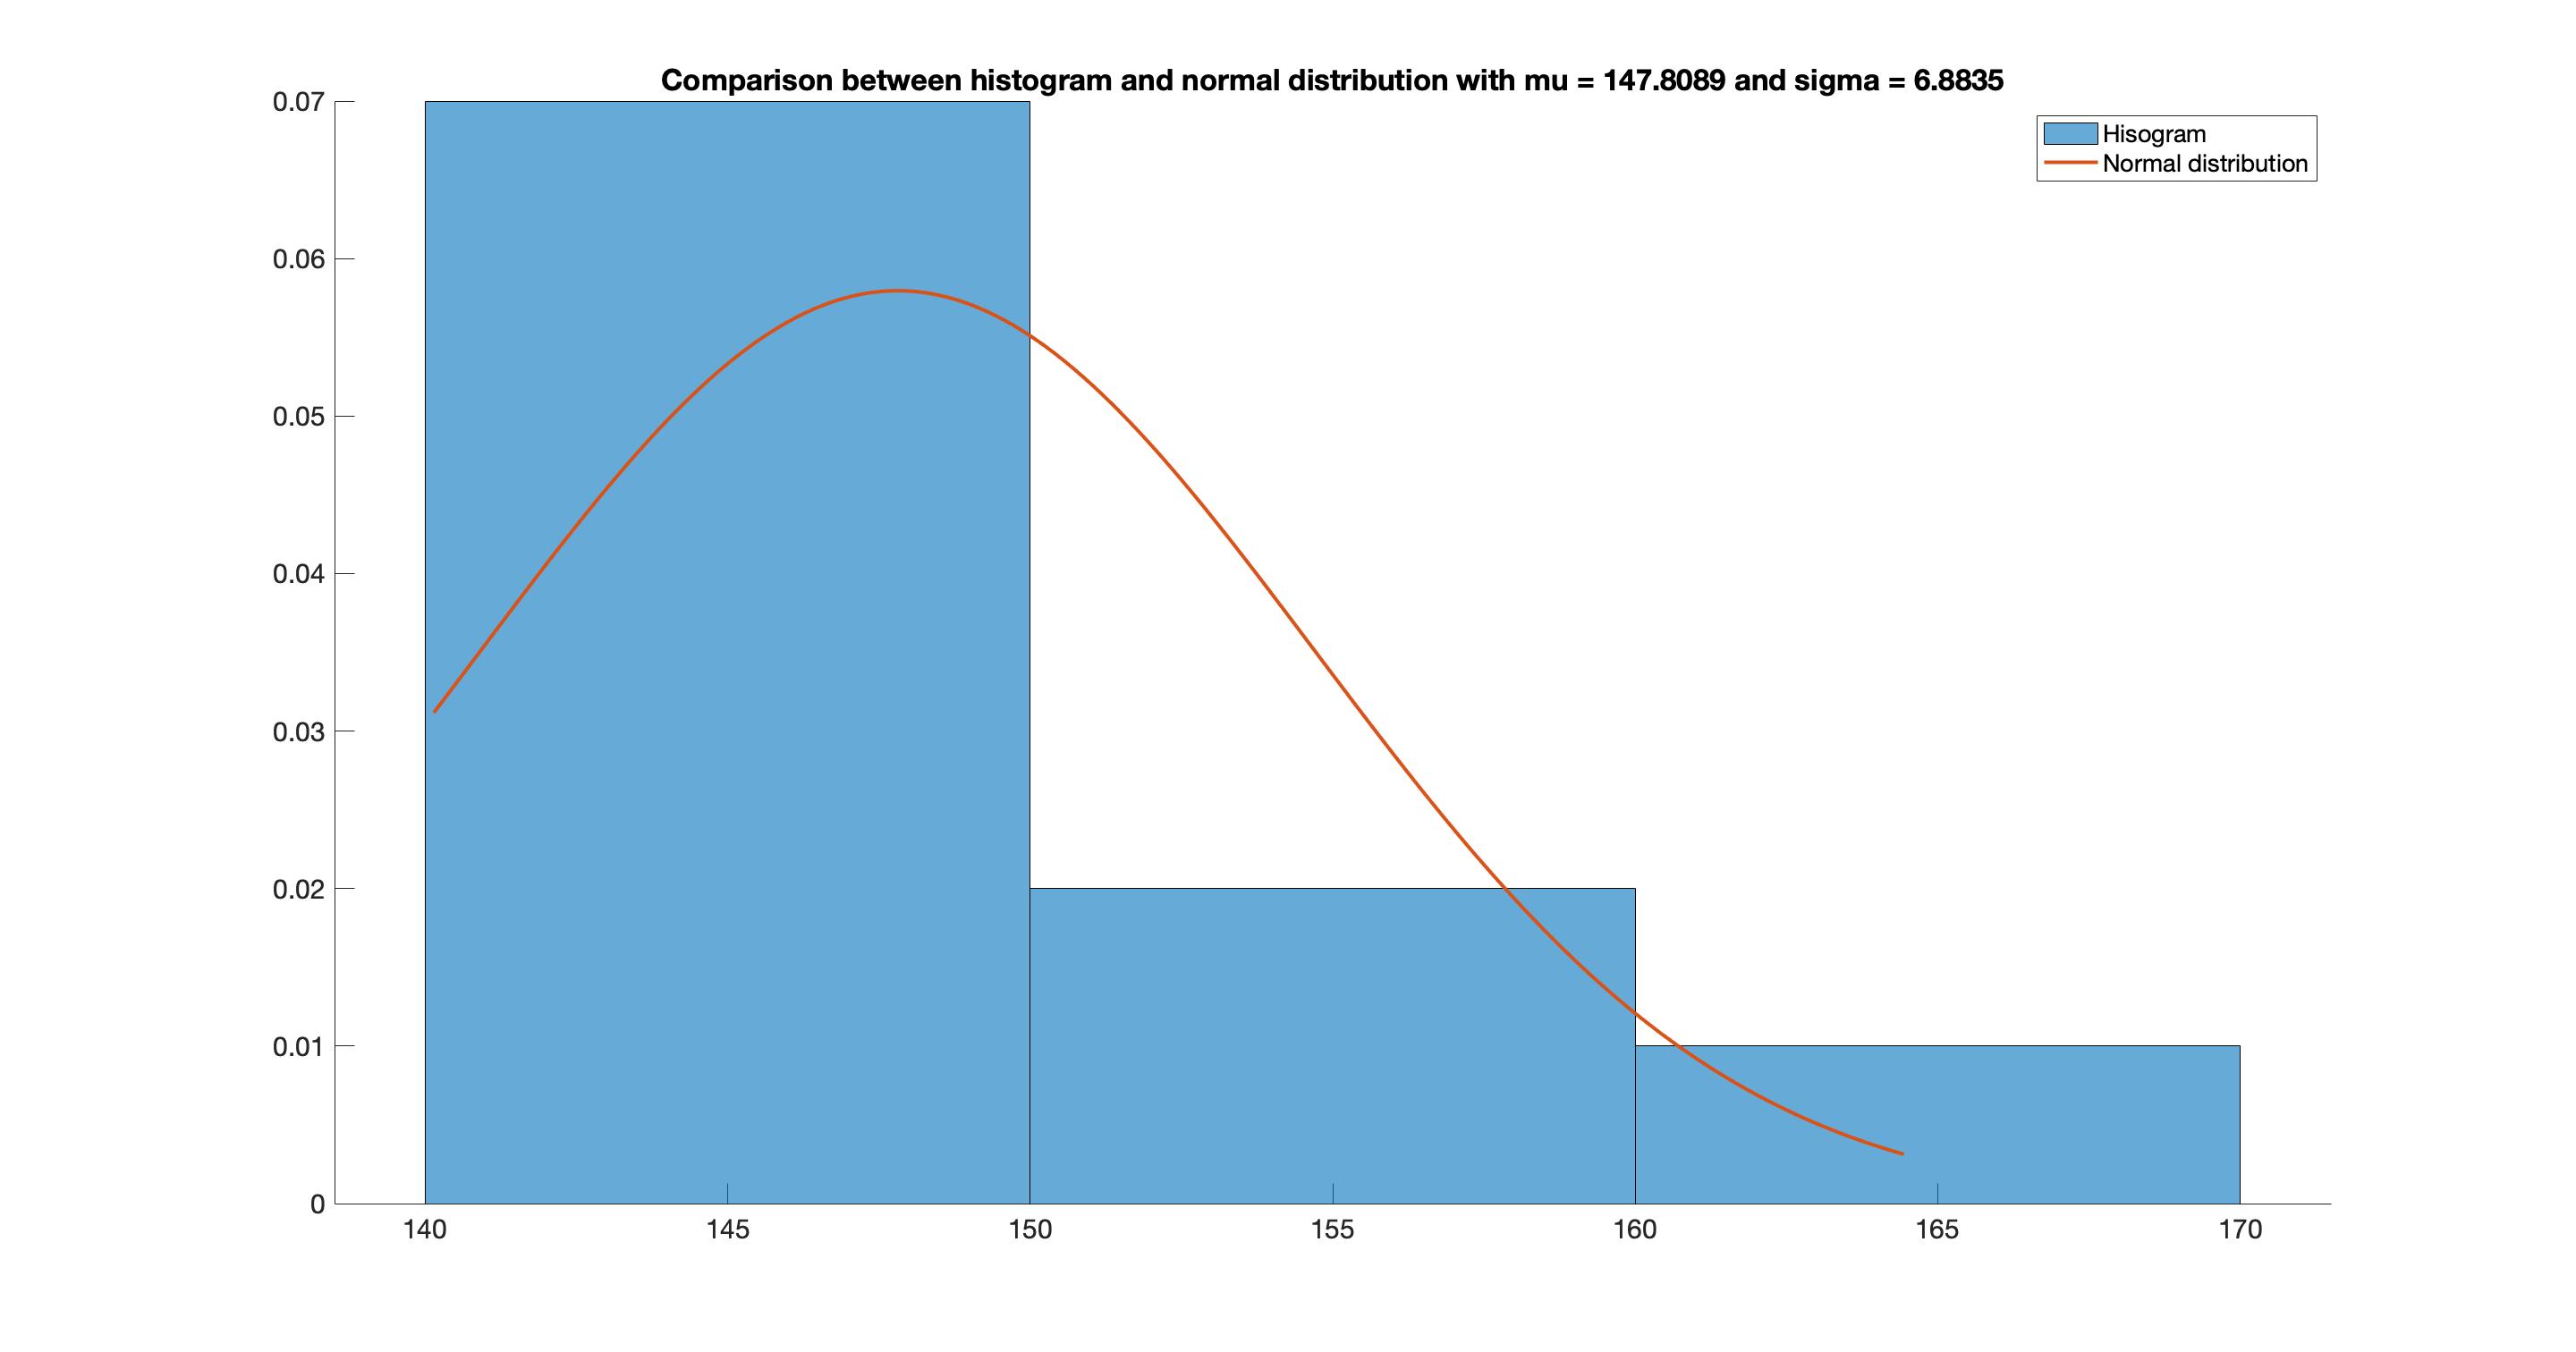 Comparison between histogram and normal distribution with mu = 147.8089 and sigma = 6.8835
Hisogram
Normal distribution
0.07
0.06
0.05
0.04
0.03
0.02
0.01
0
140 145 150 155 160 165 170